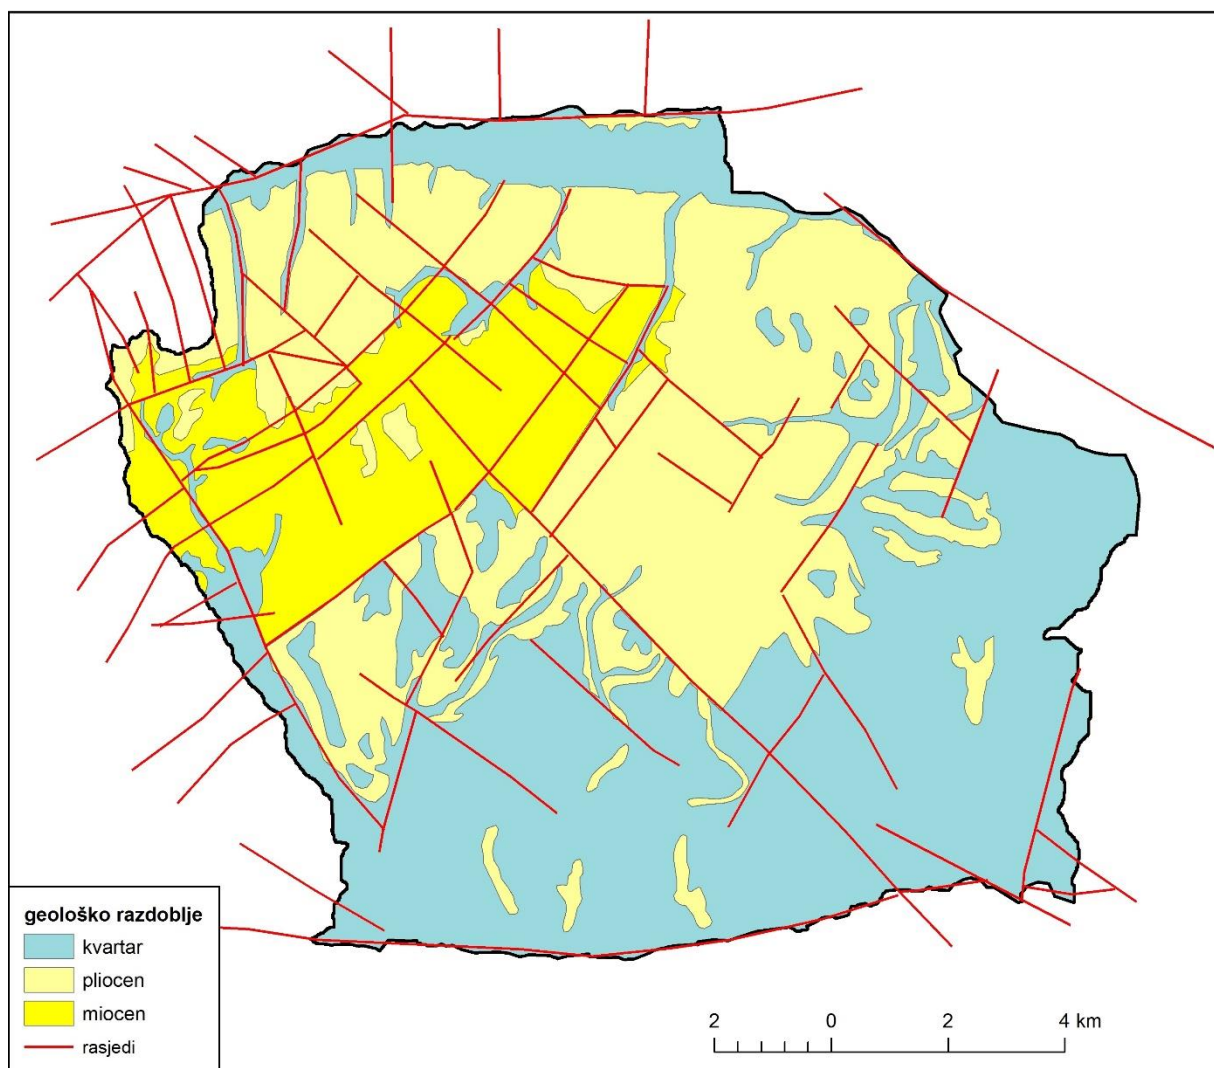 geološko razdoblje
kvartar
pliocen
miocen
rasjedi
2 0 2 4 km